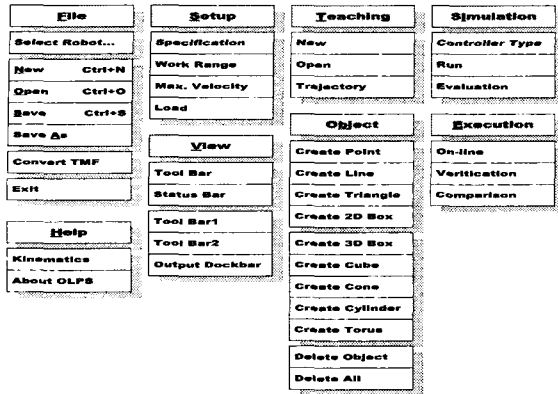 File
Select Robot...
New Ctrl+N
Open Ctrl+O
Save Ctrl+S
Save As
Convert TMF
Exit
Help
Kinematics
About OLPS
Setup
Specification
Work Range
Max. Velocity
Load
View
Tool Bar
Status Bar
Tool Bar1
Tool Bar2
Output Dockbar
Teaching
New
Open
Trajectory
Object
Create Point
Create Line
Create Triangle
Create 2D Box
Create 3D Box
Create Cube
Create Cone
Create Cylinder
Create Torus
Delete Object
Delete All
Simulation
Controller Type
Run
Evaluation
Execution
On-line
Veritication
Comparison